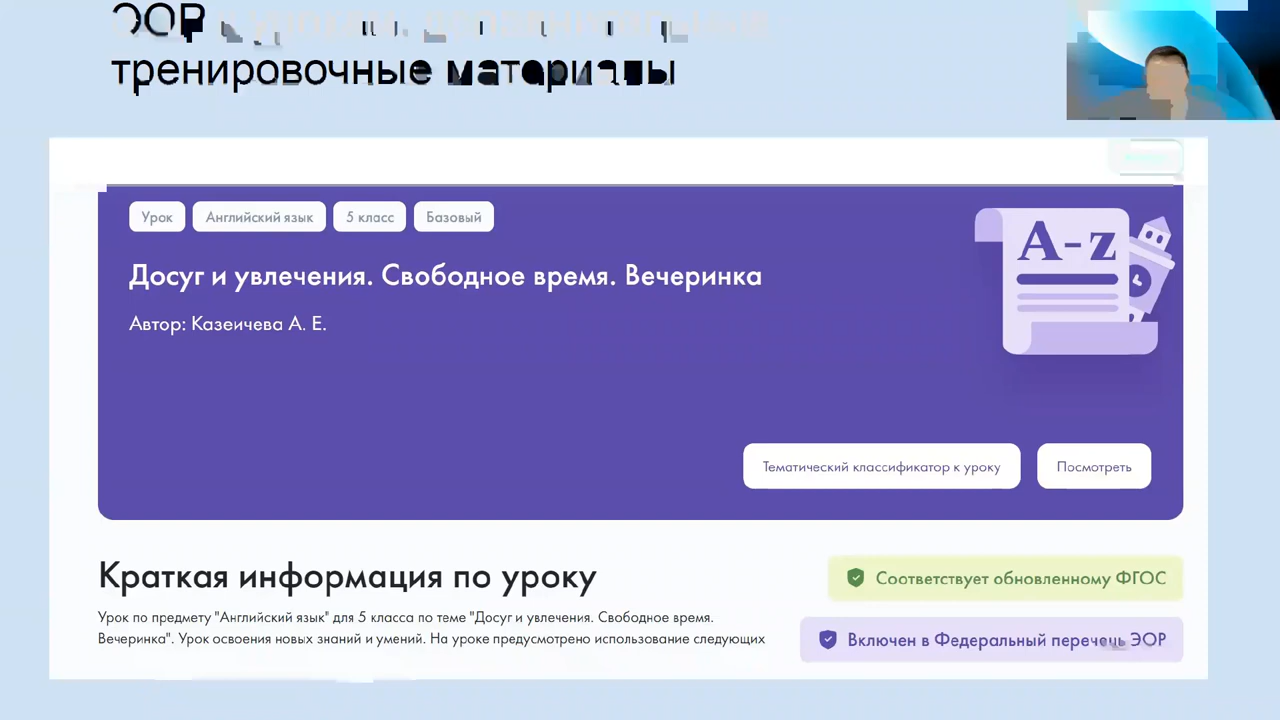 ЭОР
тренировочные материалы
Урок
Английский язык
5 класс
Базовый
A-z
Досуг и увлечения. Свободное время. Вечеринка
Автор: Казеичева А. Е.
Тематический классификатор к уроку
Посмотреть
Краткая информация по уроку
Соответствует обновленному ФГОС
Урок по предмету "Английский язык" для 5 класса по теме "Досуг и увлечения. Свободное время.
Вечеринка". Урок освоения новых знаний и умений. На уроке предусмотрено использование следующих
Включен в Федеральный перечень ЭОР